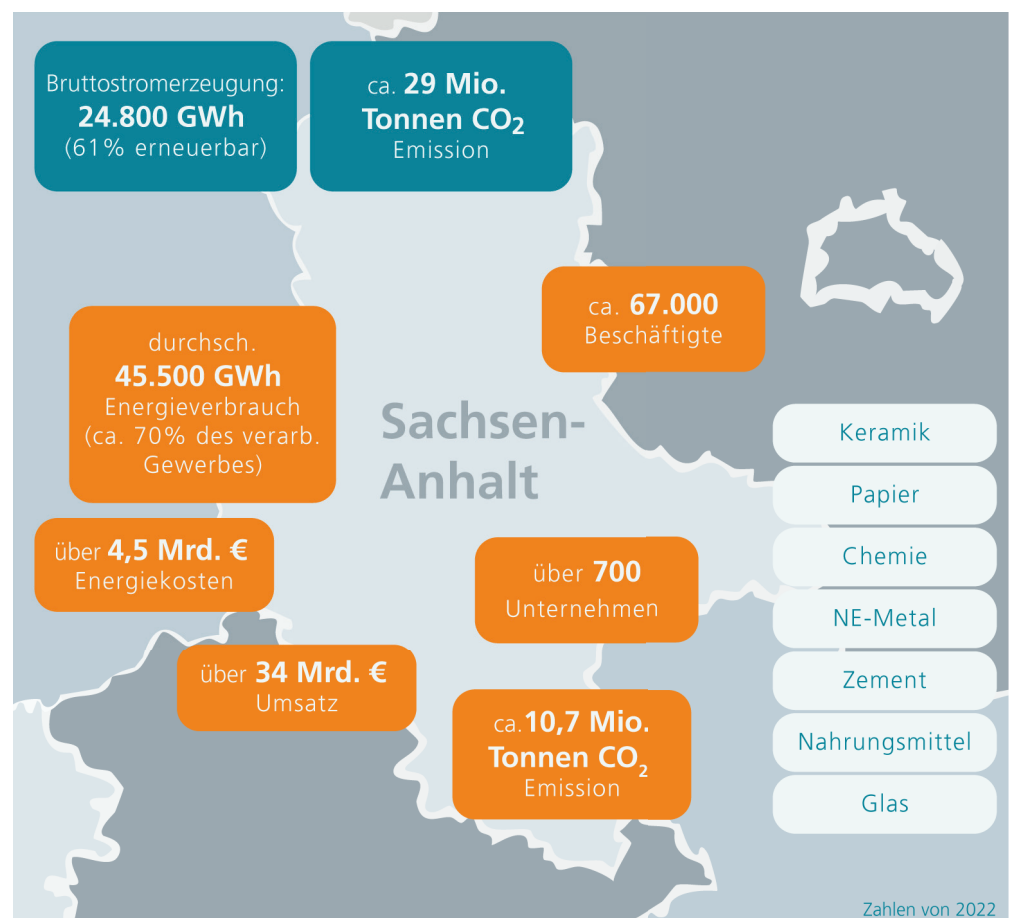 Bruttostromerzeugung:
24.800 GWh
(61% erneuerbar)
ca. 29 Mio.
Tonnen CO2
Emission
ca. 67.000
Beschäftigte
durchsch.
45.500 GWh
Energieverbrauch
(ca. 70% des verarb.
Gewerbes)
Sachsen-
Anhalt
über 4,5 Mrd. €
Energiekosten
über 700
Unternehmen
über 34 Mrd. €
Umsatz
ca.10,7 Mio.
Tonnen CO2
Emission
Keramik
Papier
Chemie
NE-Metal
Zement
Nahrungsmittel
Glas
Zahlen von 2022